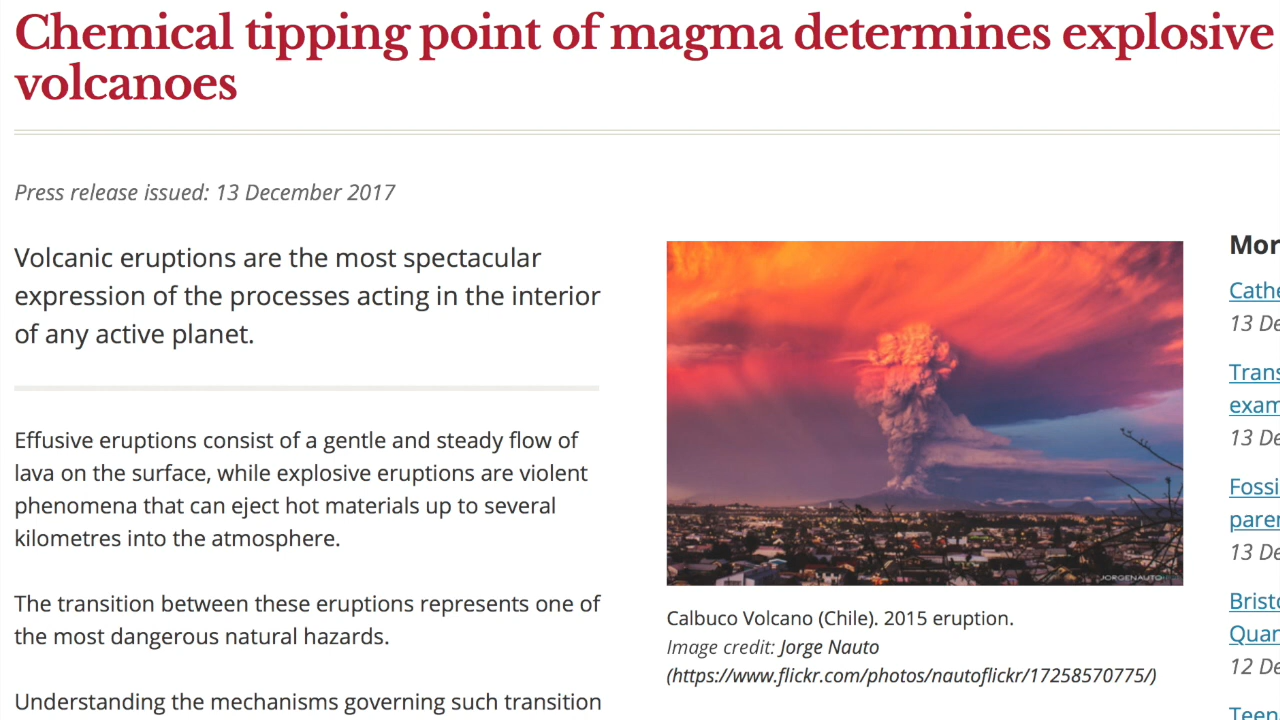 Chemical tipping point of magma determines explosive
volcanoes
Press release issued: 13 December 2017
Volcanic eruptions are the most spectacular
expression of the processes acting in the interior
of any active planet.
Effusive eruptions consist of a gentle and steady flow of
lava on the surface, while explosive eruptions are violent
phenomena that can eject hot materials up to several
kilometres into the atmosphere.
The transition between these eruptions represents one of
the most dangerous natural hazards.
Understanding the mechanisms governing such transition
JORGENAUTO
Calbuco Volcano (Chile). 2015 eruption.
Image credit: Jorge Nauto
(https://www.flickr.com/photos/nautoflickr/17258570775/)
13 De
12 De